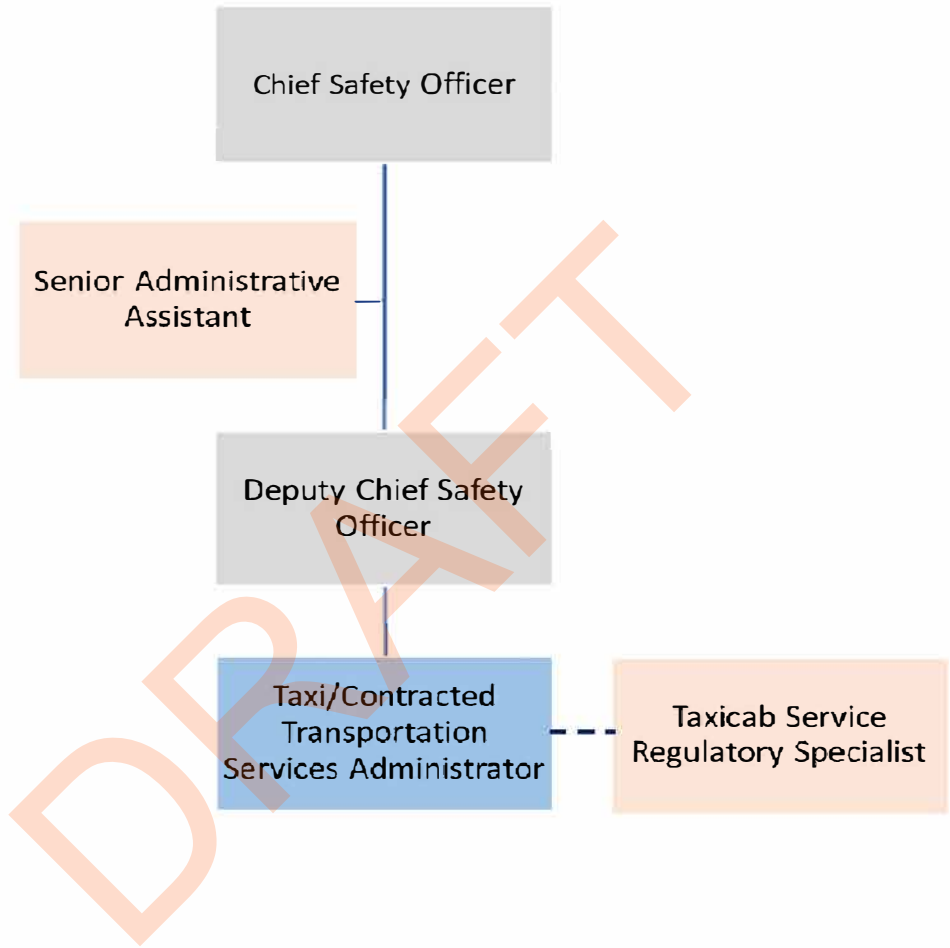 Chief Safety Officer
Senior Administrative
Assistant
Deputy Chief Safety
Officer
Taxi/Contracted
Transportation
Services Administrator
Taxicab Service
Regulatory Specialist
DRAFT